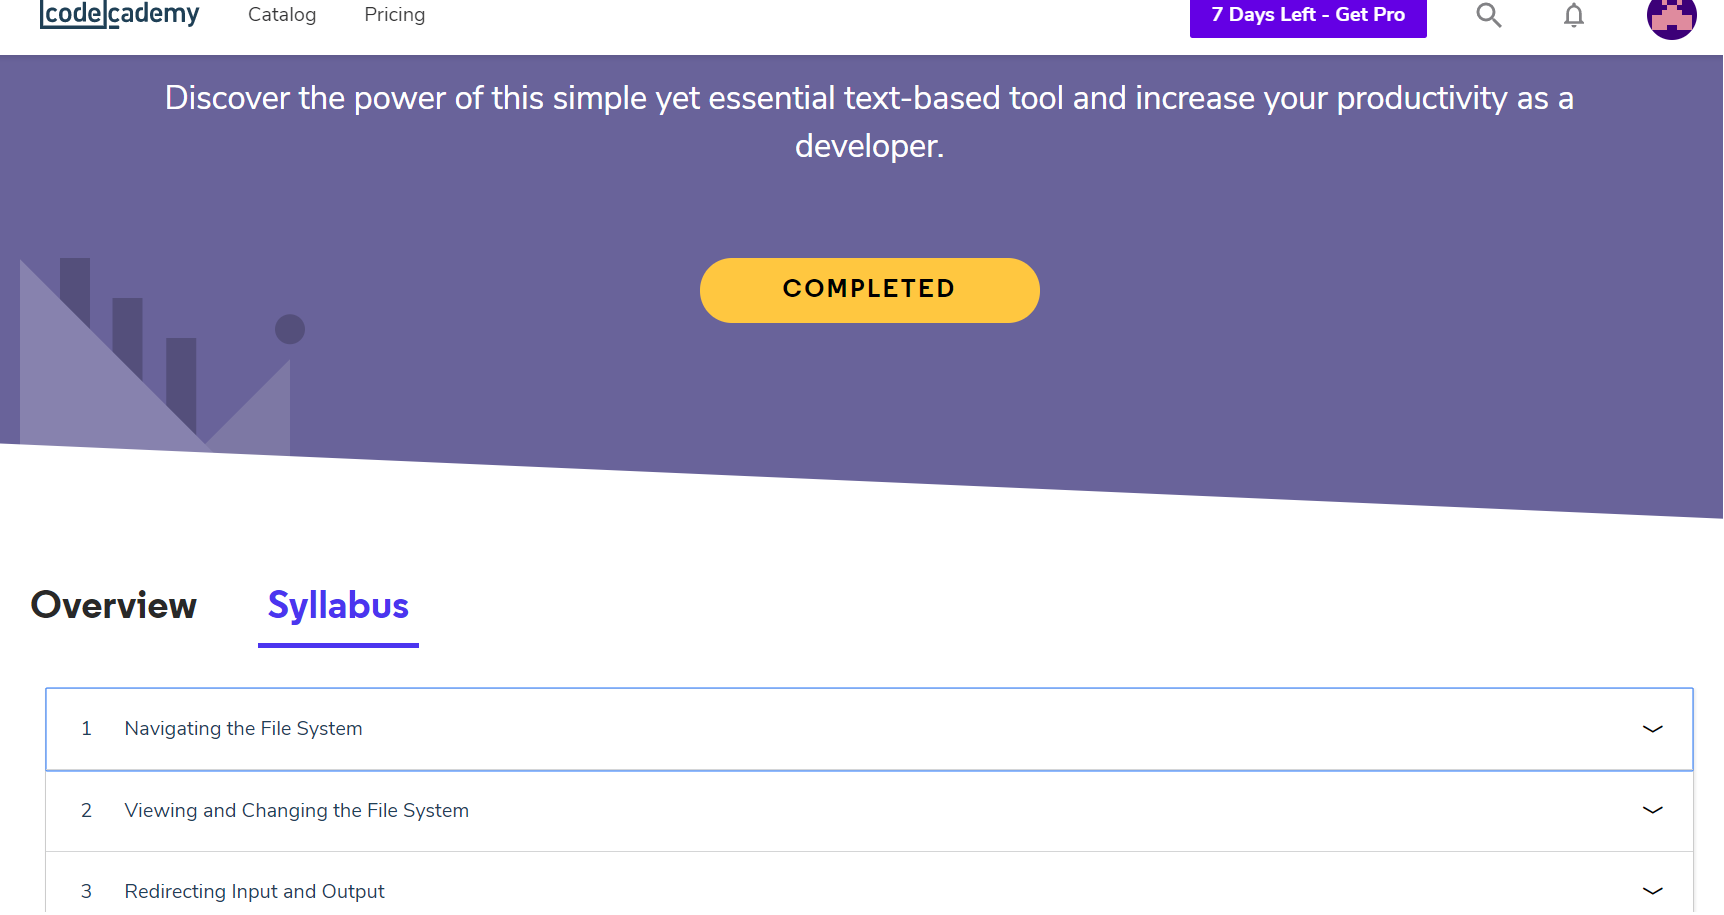 codecademy
Catalog
Pricing
7 Days Left - Get Pro
Discover the power of this simple yet essential text-based tool and increase your productivity as a
developer.
COMPLETED
Overview
Syllabus
1 Navigating the File System
2 Viewing and Changing the File System
3 Redirecting Input and Output